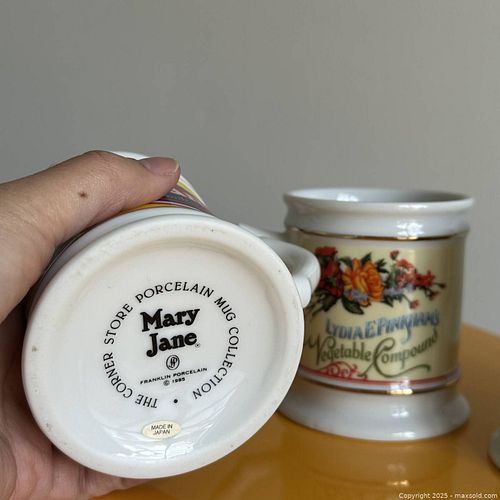 THE CORNER STORE PORCELAIN MUG COLLECTION •
Mary
Jane®
FRANKLIN PORCELAIN
© 1985
MADE IN
JAPAN
LYDIA E. PINKHAM'S
Vegetable Compound
Copyright © 2025 - maxsold.com